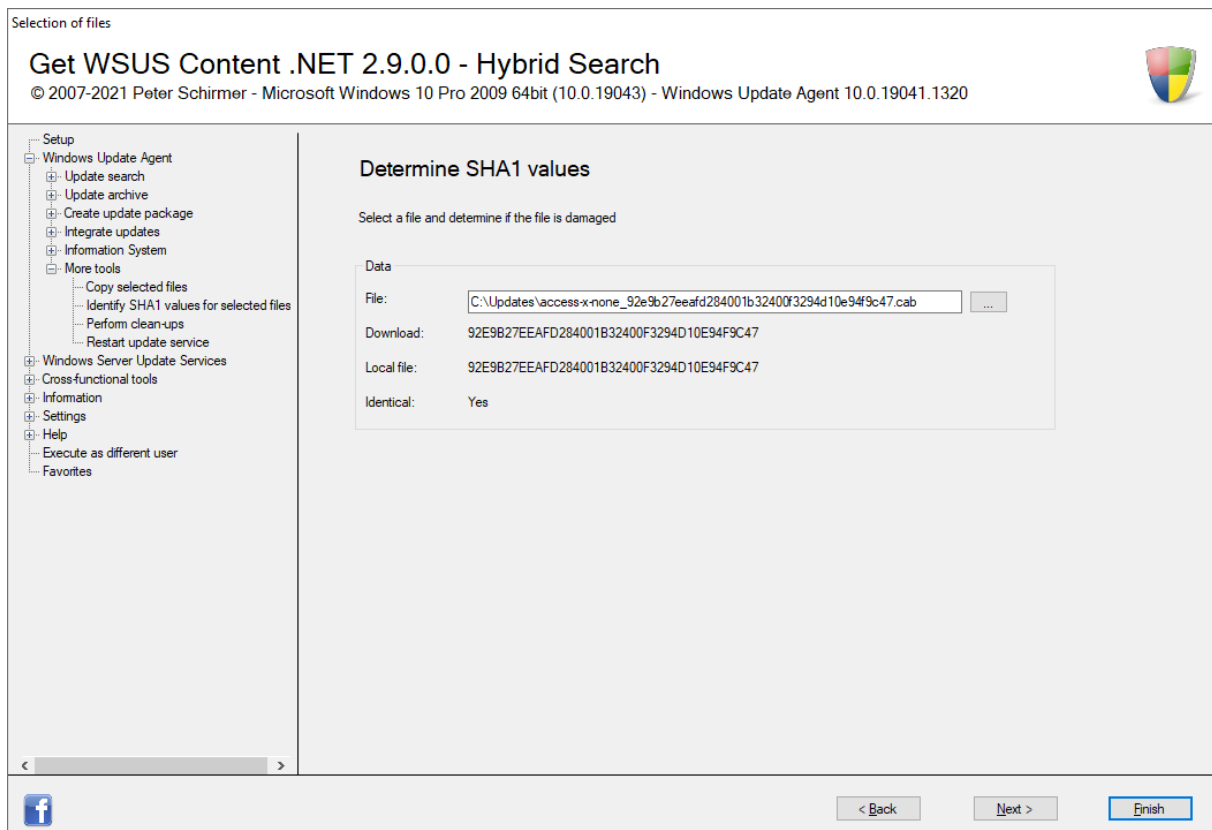 Selection of files
Get WSUS Content .NET 2.9.0.0 - Hybrid Search
© 2007-2021 Peter Schirmer - Microsoft Windows 10 Pro 2009 64bit (10.0.19043) - Windows Update Agent 10.0.19041.1320
Setup
Windows Update Agent
Update search
Update archive
Create update package
Integrate updates
Information System
More tools
Copy selected files
Identify SHA1 values for selected files
Perform clean-ups
Restart update service
Windows Server Update Services
Cross-functional tools
Information
Settings
Help
Execute as different user
Favorites
Determine SHA1 values
Select a file and determine if the file is damaged
Data
File: C:\Updates\access-x-none_92e9b27eeafd284001b32400f3294d10e94f9c47.cab ...
Download: 92E9B27EEAFD284001B32400F3294D10E94F9C47
Local file: 92E9B27EEAFD284001B32400F3294D10E94F9C47
Identical: Yes
< Back Next > Finish